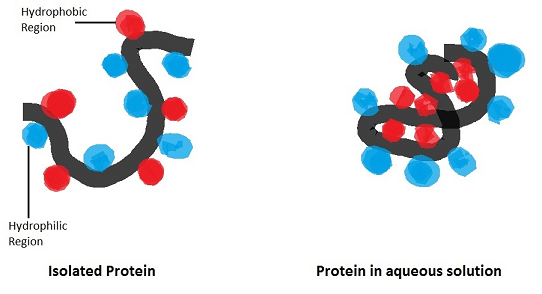 Hydrophobic
Region
Hydrophilic
Region
Isolated Protein
Protein in aqueous solution